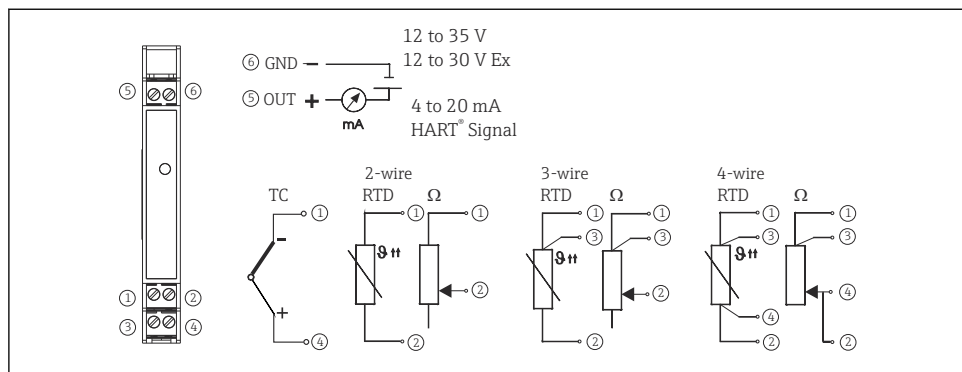 12 to 35 V
⑥ GND − 12 to 30 V Ex
⑤ ⑥
⑤ OUT + 4 to 20 mA
mA HART® Signal
2-wire 3-wire 4-wire
TC RTD Ω RTD Ω RTD Ω
① ① ① ① ① ① ①
− ③ ③ ③ ③
ϑ ϑ ϑ
① ② ② ② ④
+ ④
③ ④ ④ ② ② ② ②